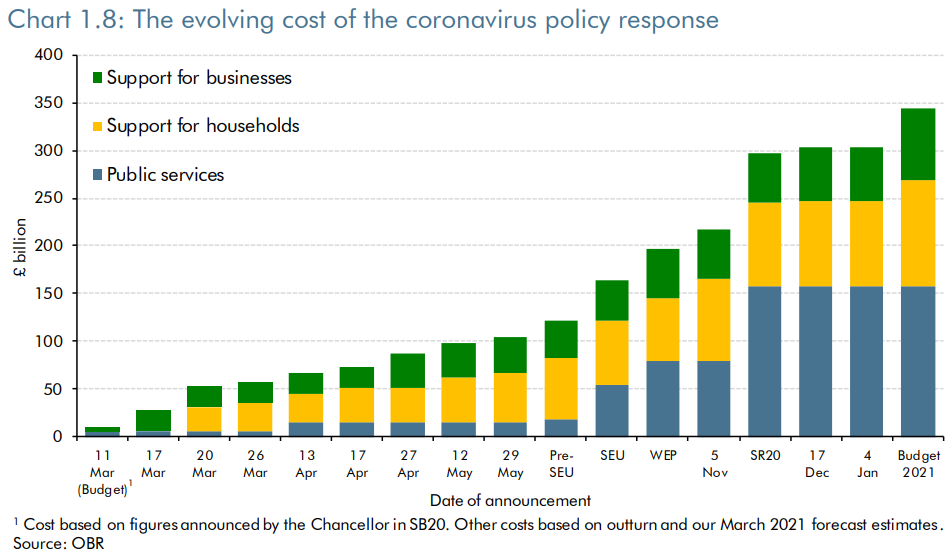 Chart 1.8: The evolving cost of the coronavirus policy response
400
350
300
250
200
150
100
50
0
£ billion
Support for businesses
Support for households
Public services
11 Mar (Budget)¹
17 Mar
20 Mar
26 Mar
13 Apr
17 Apr
27 Apr
12 May
29 May
Pre-SEU
SEU
WEP
5 Nov
SR20
17 Dec
4 Jan
Budget 2021
Date of announcement
¹ Cost based on figures announced by the Chancellor in SB20. Other costs based on outturn and our March 2021 forecast estimates.
Source: OBR